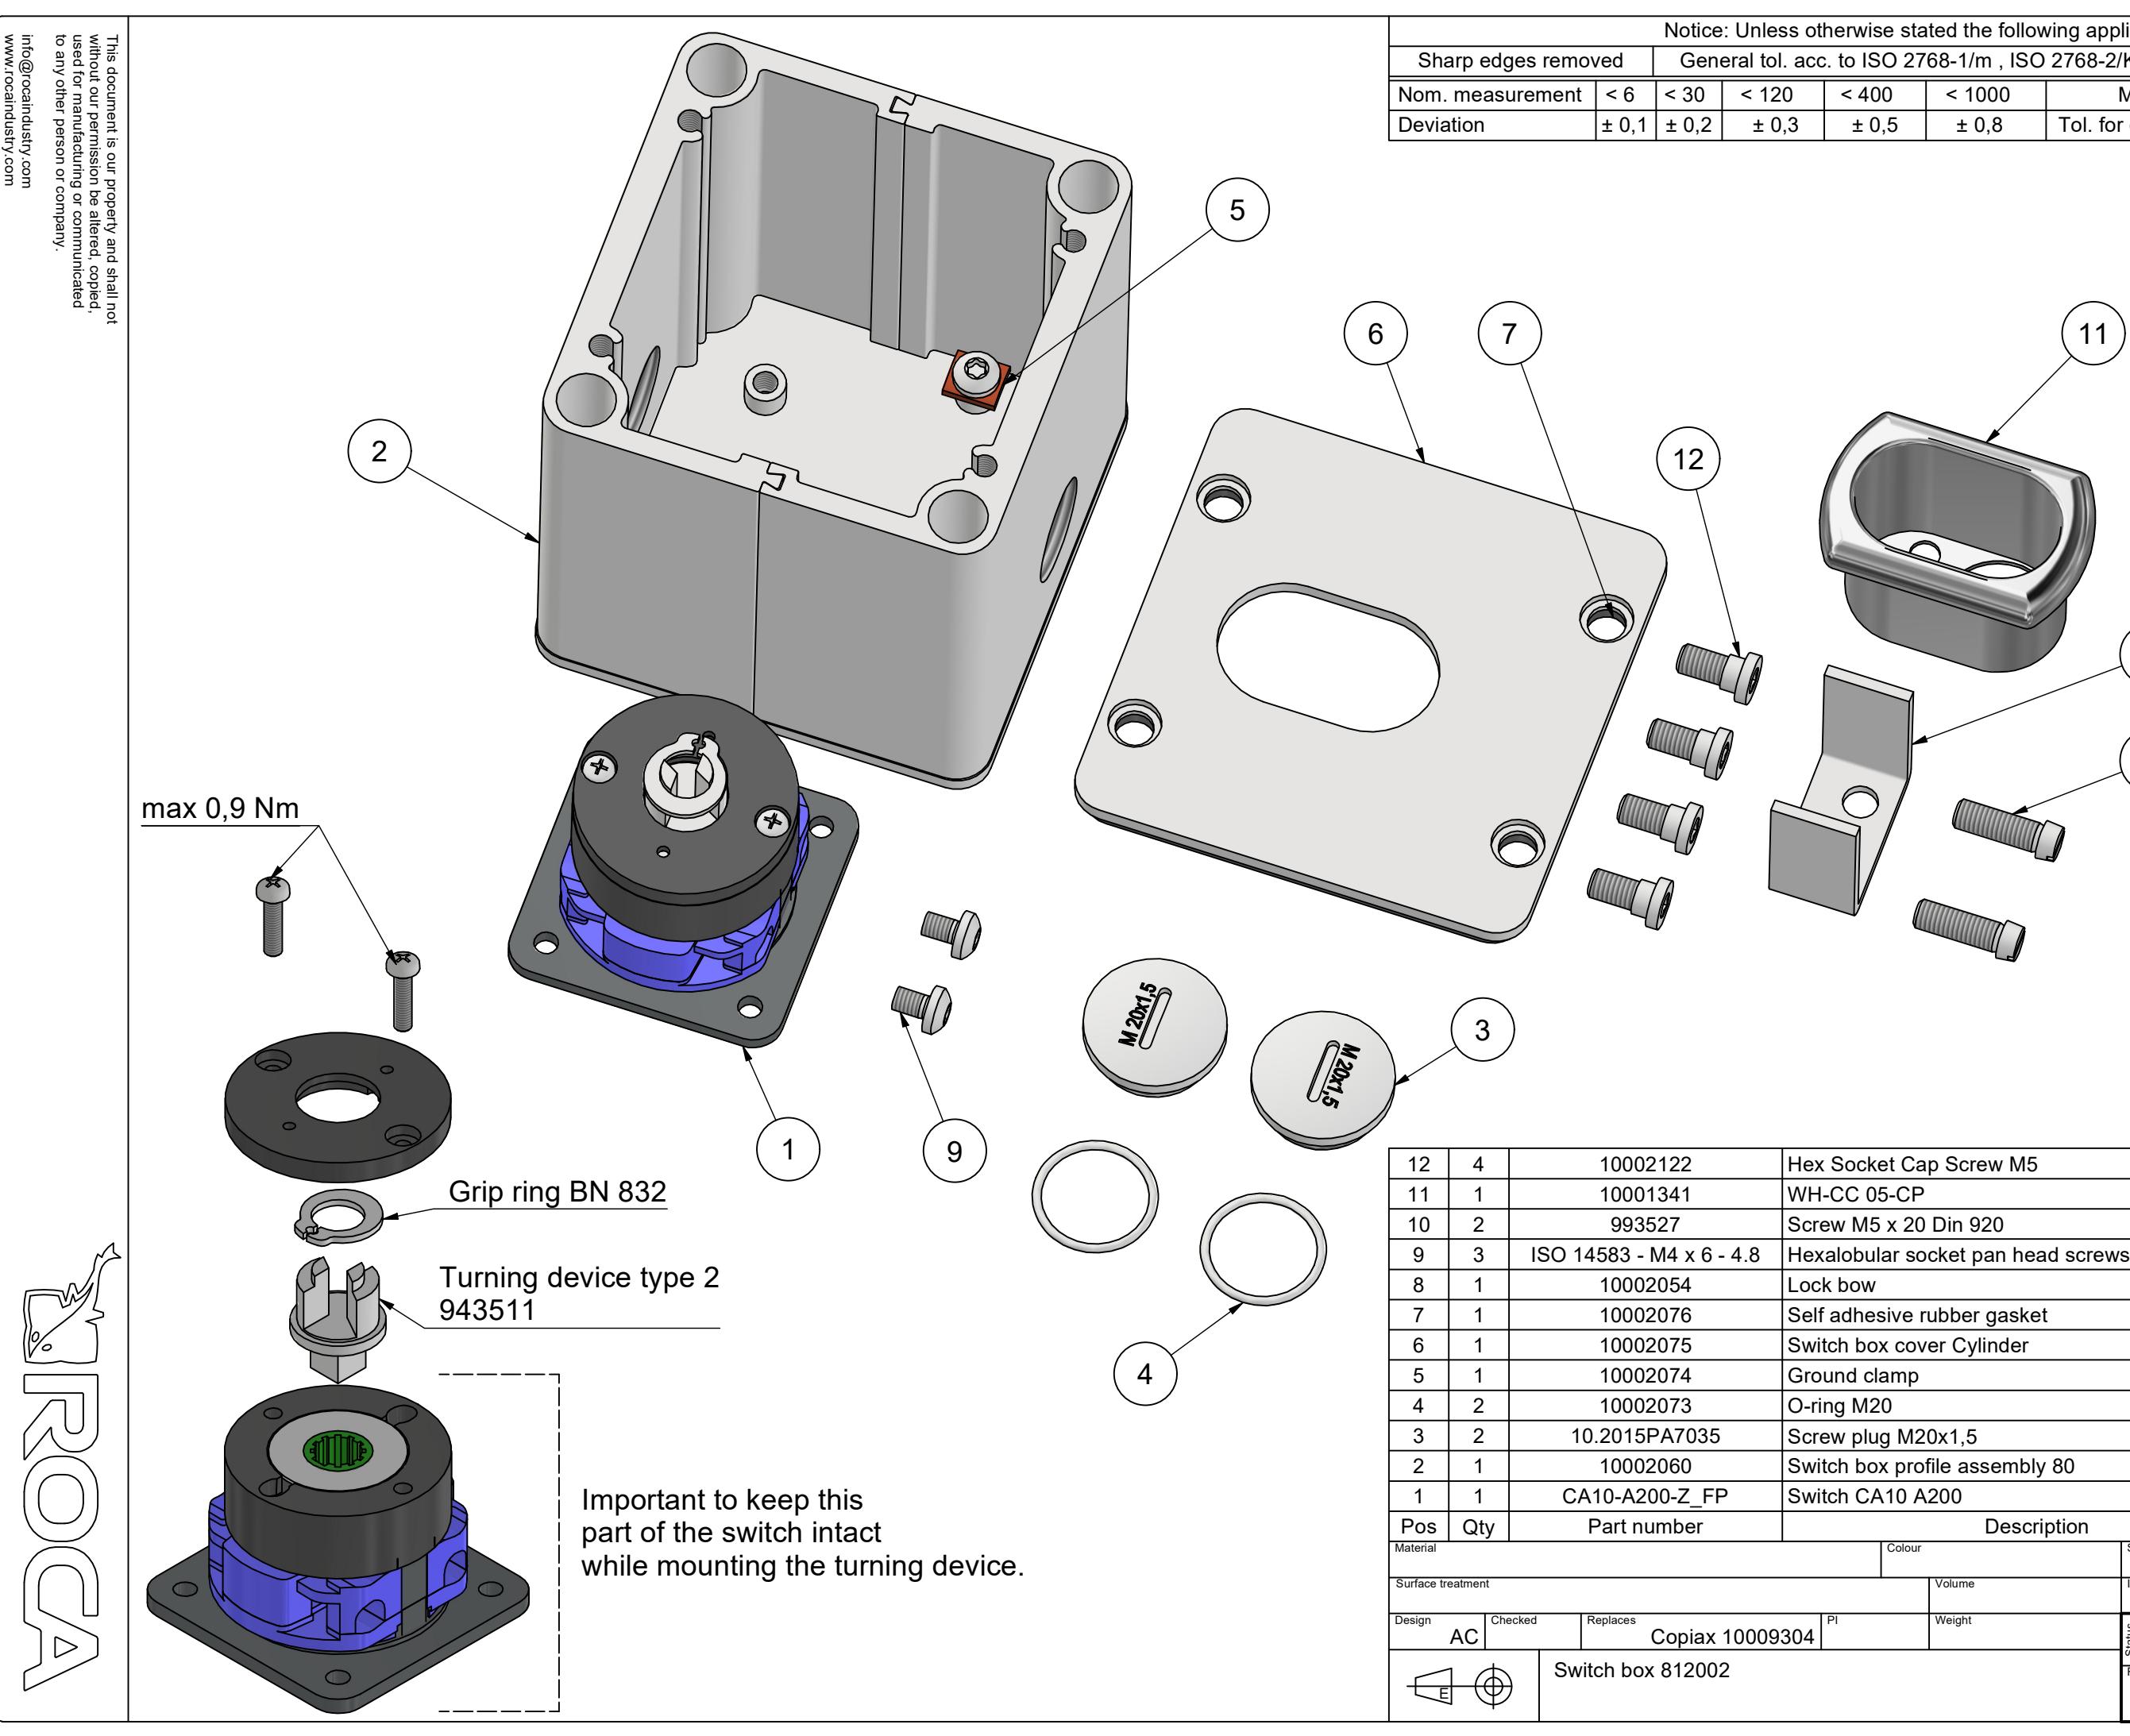 This document is our property and shall not
without our permission be altered, copied,
used for manufacturing or communicated
to any other person or company.
info@rocaindustry.com
www.rocaindustry.com
ROCA
Notice: Unless otherwise stated the following
Sharp edges removed
General tol. acc. to ISO 2768-1/m , ISO
Nom. measurement < 6 < 30 < 120 < 400 < 1000
Deviation ± 0,1 ± 0,2 ± 0,3 ± 0,5 ± 0,8 Tol. for
5
6
7
11
2
12
max 0,9 Nm
M 20x1,5
M 20x1,5
3
1
9
Grip ring BN 832
Turning device type 2
943511
4
Important to keep this
part of the switch intact
while mounting the turning device.
12 4 10002122 Hex Socket Cap Screw M5
11 1 10001341 WH-CC 05-CP
10 2 993527 Screw M5 x 20 Din 920
9 3 ISO 14583 - M4 x 6 - 4.8 Hexalobular socket pan head screws
8 1 10002054 Lock bow
7 1 10002076 Self adhesive rubber gasket
6 1 10002075 Switch box cover Cylinder
5 1 10002074 Ground clamp
4 2 10002073 O-ring M20
3 2 10.2015PA7035 Screw plug M20x1,5
2 1 10002060 Switch box profile assembly 80
1 1 CA10-A200-Z_FP Switch CA10 A200
Pos Qty Part number Description
Material Colour
Surface treatment Volume
Design AC Checked Replaces Copiax 10009304 PI Weight
E
Switch box 812002